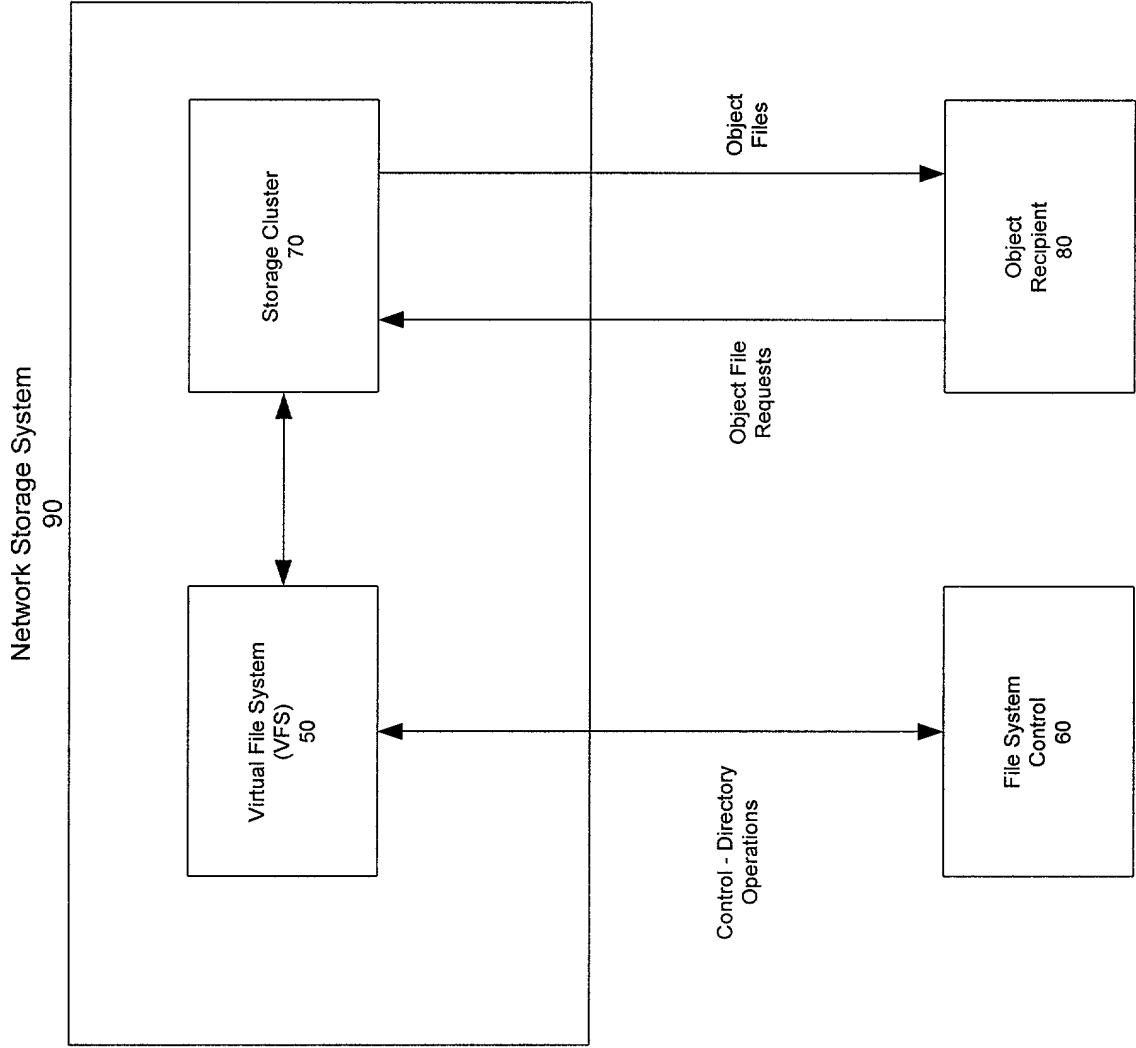 Network Storage System
90
Virtual File System
(VFS)
50
Storage Cluster
70
Control - Directory
Operations
Object File
Requests
Object
Files
File System
Control
60
Object
Recipient
80